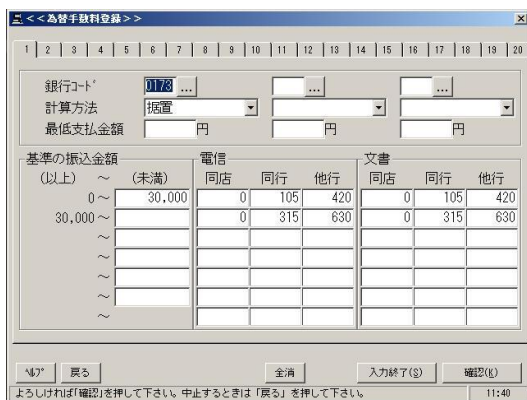 <<為替手数料登録>>
1 2 3 4 5 6 7 8 9 10 11 12 13 14 15 16 17 18 19 20
銀行ｺｰﾄﾞ 0173 ... ... ...
計算方法 据置
最低支払金額 円 円 円
基準の振込金額 電信 文書
(以上) ～ (未満) 同店 同行 他行 同店 同行 他行
0～ 30,000 0 105 420 0 105 420
30,000～ 0 315 630 0 315 630
～
～
～
～
ﾍﾙﾌﾟ 戻る 全消 入力終了(S) 確認(K)
よろしければ「確認」を押して下さい。中止するときは「戻る」を押して下さい。 11:40